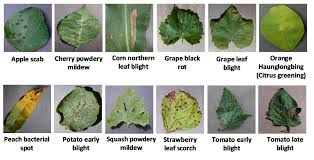 Apple scab
Cherry powdery
mildew
Corn northern
leaf blight
Grape black
rot
Grape leaf
blight
Orange
Haunglongbing
(Citrus greening)
Peach bacterial
spot
Potato early
blight
Squash powdery
mildew
Strawberry
leaf scorch
Tomato early
blight
Tomato late
blight